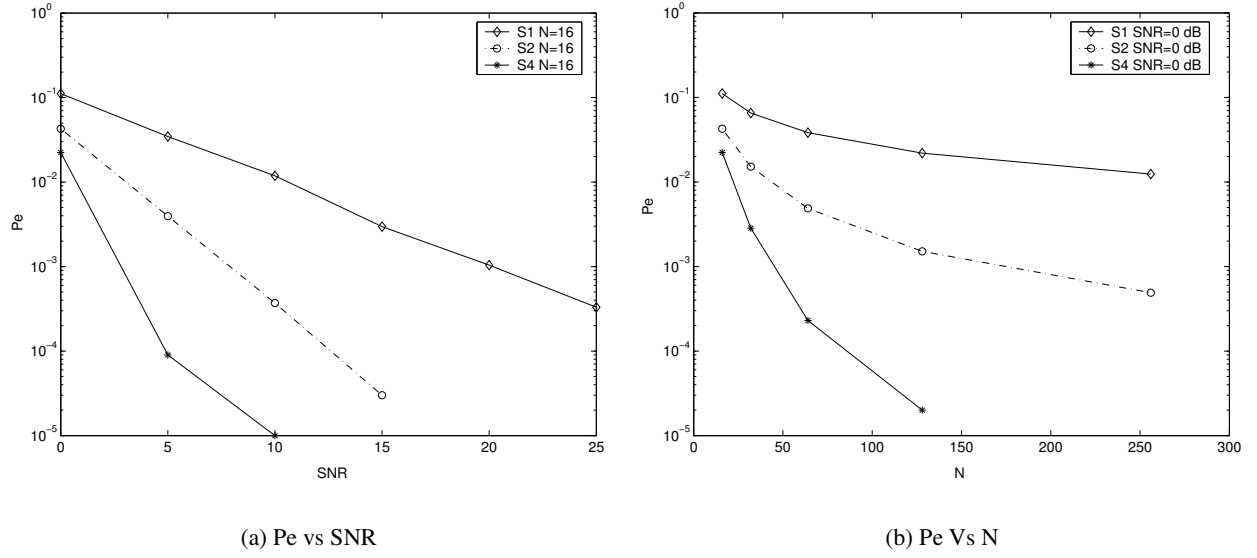 10^0
10^-1
10^-2
10^-3
10^-4
10^-5
Pe
0 5 10 15 20 25
SNR
S1 N=16
S2 N=16
S4 N=16
(a) Pe vs SNR
10^0
10^-1
10^-2
10^-3
10^-4
10^-5
Pe
0 50 100 150 200 250 300
N
S1 SNR=0 dB
S2 SNR=0 dB
S4 SNR=0 dB
(b) Pe Vs N